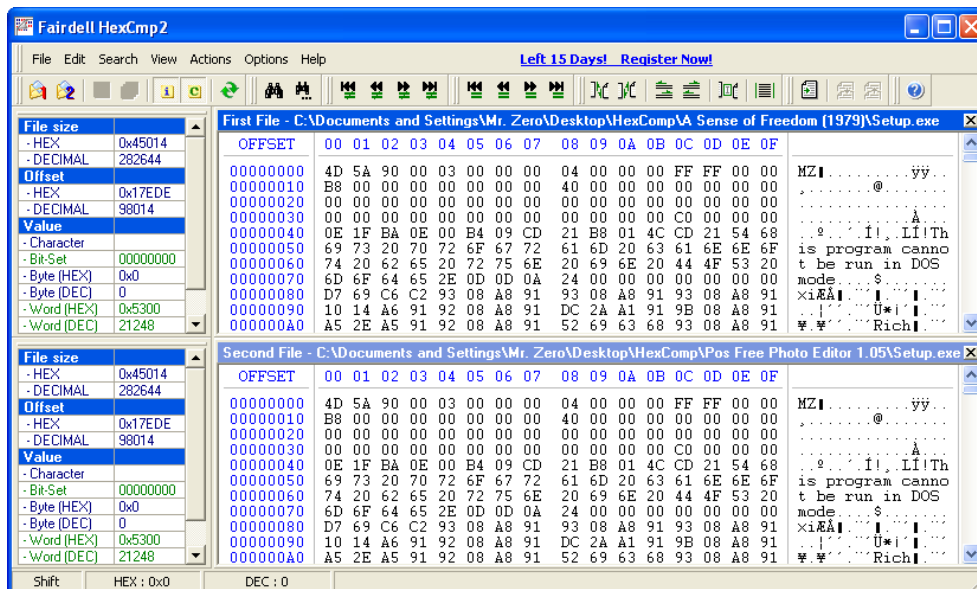 Fairdell HexCmp2
File Edit Search View Actions Options Help Left 15 Days! Register Now!
File size
- HEX 0x45014
- DECIMAL 282644
Offset
- HEX 0x17EDE
- DECIMAL 98014
Value
- Character
- Bit-Set 00000000
- Byte (HEX) 0x0
- Byte (DEC) 0
- Word (HEX) 0x5300
- Word (DEC) 21248
First File - C:\Documents and Settings\Mr. Zero\Desktop\HexComp\A Sense of Freedom (1979)\Setup.exe
OFFSET 00 01 02 03 04 05 06 07 08 09 0A 0B 0C 0D 0E 0F
00000000 4D 5A 90 00 03 00 00 00 04 00 00 00 FF FF 00 00 MZ▮.........ÿÿ..
00000010 B8 00 00 00 00 00 00 00 40 00 00 00 00 00 00 00 ¸.......@.......
00000020 00 00 00 00 00 00 00 00 00 00 00 00 00 00 00 00 ................
00000030 00 00 00 00 00 00 00 00 00 00 00 00 C0 00 00 00 ............À...
00000040 0E 1F BA 0E 00 B4 09 CD 21 B8 01 4C CD 21 54 68 ..º..´.Í!¸.LÍ!Th
00000050 69 73 20 70 72 6F 67 72 61 6D 20 63 61 6E 6E 6F is program canno
00000060 74 20 62 65 20 72 75 6E 20 69 6E 20 44 4F 53 20 t be run in DOS
00000070 6D 6F 64 65 2E 0D 0D 0A 24 00 00 00 00 00 00 00 mode....$.......
00000080 D7 69 C6 C2 93 08 A8 91 93 08 A8 91 93 08 A8 91 ×iÆÂ▮.¨´▮.¨´▮.¨´
00000090 10 14 A6 91 92 08 A8 91 DC 2A A1 91 9B 08 A8 91 ..¦´´.¨´Ü*¡´▮.¨´
000000A0 A5 2E A5 91 92 08 A8 91 52 69 63 68 93 08 A8 91 ¥.¥´´.¨´Rich▮.¨´
File size
- HEX 0x45014
- DECIMAL 282644
Offset
- HEX 0x17EDE
- DECIMAL 98014
Value
- Character
- Bit-Set 00000000
- Byte (HEX) 0x0
- Byte (DEC) 0
- Word (HEX) 0x5300
- Word (DEC) 21248
Second File - C:\Documents and Settings\Mr. Zero\Desktop\HexComp\Pos Free Photo Editor 1.05\Setup.exe
OFFSET 00 01 02 03 04 05 06 07 08 09 0A 0B 0C 0D 0E 0F
00000000 4D 5A 90 00 03 00 00 00 04 00 00 00 FF FF 00 00 MZ▮.........ÿÿ..
00000010 B8 00 00 00 00 00 00 00 40 00 00 00 00 00 00 00 ¸.......@.......
00000020 00 00 00 00 00 00 00 00 00 00 00 00 00 00 00 00 ................
00000030 00 00 00 00 00 00 00 00 00 00 00 00 C0 00 00 00 ............À...
00000040 0E 1F BA 0E 00 B4 09 CD 21 B8 01 4C CD 21 54 68 ..º..´.Í!¸.LÍ!Th
00000050 69 73 20 70 72 6F 67 72 61 6D 20 63 61 6E 6E 6F is program canno
00000060 74 20 62 65 20 72 75 6E 20 69 6E 20 44 4F 53 20 t be run in DOS
00000070 6D 6F 64 65 2E 0D 0D 0A 24 00 00 00 00 00 00 00 mode....$.......
00000080 D7 69 C6 C2 93 08 A8 91 93 08 A8 91 93 08 A8 91 ×iÆÂ▮.¨´▮.¨´▮.¨´
00000090 10 14 A6 91 92 08 A8 91 DC 2A A1 91 9B 08 A8 91 ..¦´´.¨´Ü*¡´▮.¨´
000000A0 A5 2E A5 91 92 08 A8 91 52 69 63 68 93 08 A8 91 ¥.¥´´.¨´Rich▮.¨´
Shift HEX : 0x0 DEC : 0